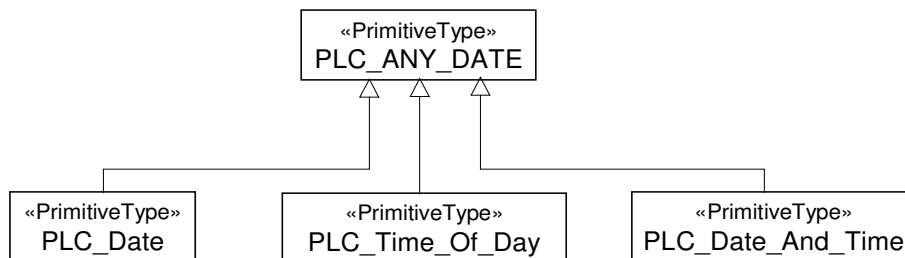 «PrimitiveType»
PLC_ANY_DATE
«PrimitiveType»
PLC_Date
«PrimitiveType»
PLC_Time_Of_Day
«PrimitiveType»
PLC_Date_And_Time